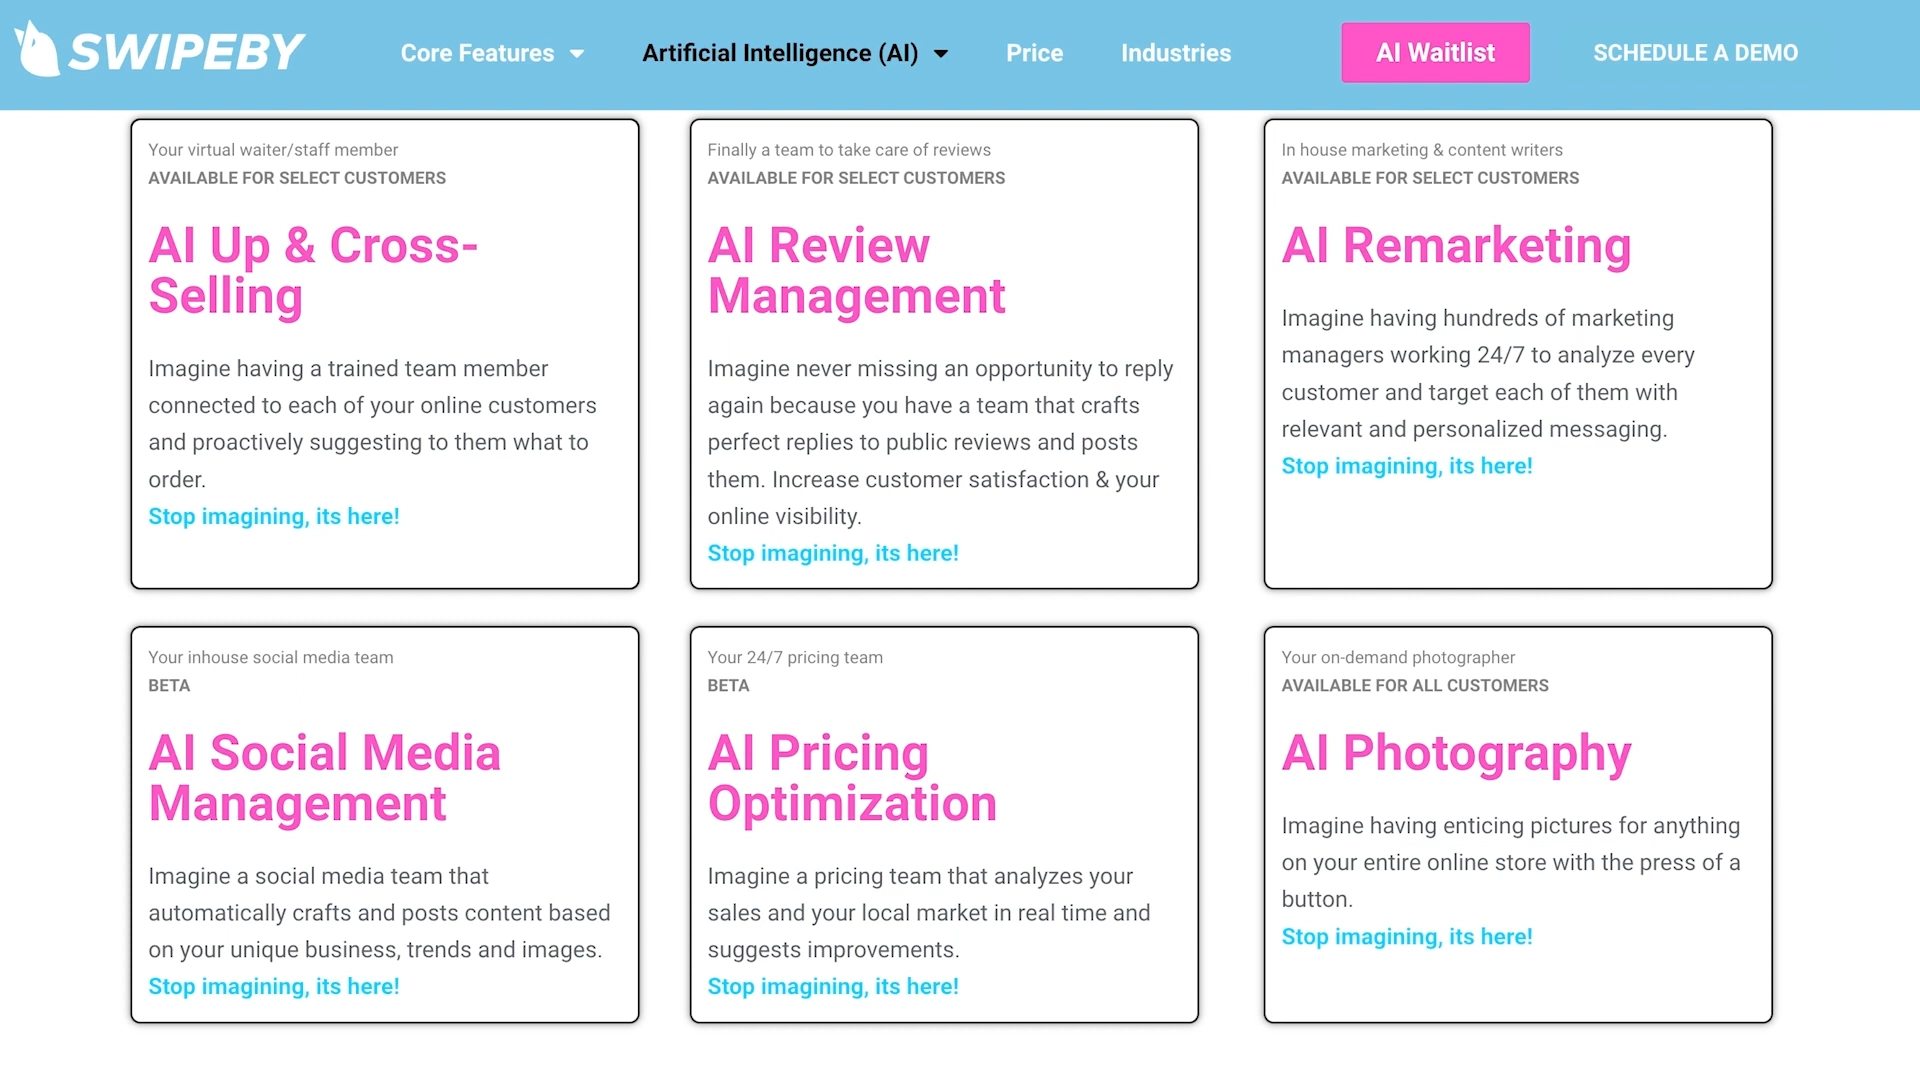 SWIPEBY
Core Features
Artificial Intelligence (AI)
Price
Industries
AI Waitlist
SCHEDULE A DEMO
Your virtual waiter/staff member
AVAILABLE FOR SELECT CUSTOMERS
AI Up & Cross-
Selling
Imagine having a trained team member
connected to each of your online customers
and proactively suggesting to them what to
order.
Stop imagining, its here!
Finally a team to take care of reviews
AVAILABLE FOR SELECT CUSTOMERS
AI Review
Management
Imagine never missing an opportunity to reply
again because you have a team that crafts
perfect replies to public reviews and posts
them. Increase customer satisfaction & your
online visibility.
Stop imagining, its here!
In house marketing & content writers
AVAILABLE FOR SELECT CUSTOMERS
AI Remarketing
Imagine having hundreds of marketing
managers working 24/7 to analyze every
customer and target each of them with
relevant and personalized messaging.
Stop imagining, its here!
Your inhouse social media team
BETA
AI Social Media
Management
Imagine a social media team that
automatically crafts and posts content based
on your unique business, trends and images.
Stop imagining, its here!
Your 24/7 pricing team
BETA
AI Pricing
Optimization
Imagine a pricing team that analyzes your
sales and your local market in real time and
suggests improvements.
Stop imagining, its here!
Your on-demand photographer
AVAILABLE FOR ALL CUSTOMERS
AI Photography
Imagine having enticing pictures for anything
on your entire online store with the press of a
button.
Stop imagining, its here!